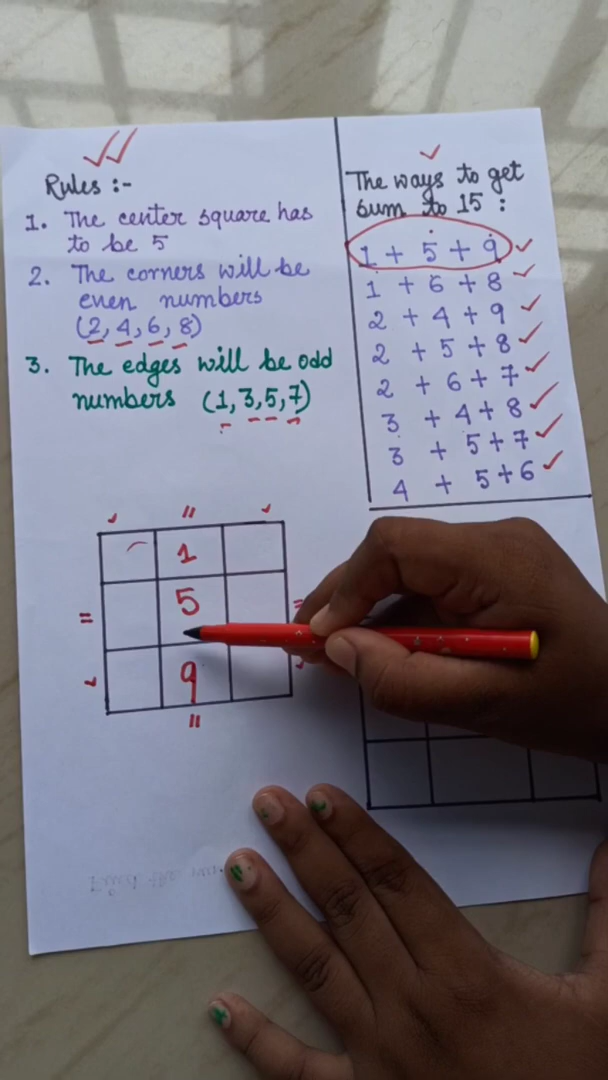 Rules :-
1. The center square has
to be 5
2. The corners will be
even numbers
(2, 4, 6, 8)
3. The edges will be odd
numbers (1, 3, 5, 7)
The ways to get
sum to 15 :
1 + 5 + 9
1 + 6 + 8
2 + 4 + 9
2 + 5 + 8
2 + 6 + 7
3 + 4 + 8
3 + 5 + 7
4 + 5 + 6
1
5
9